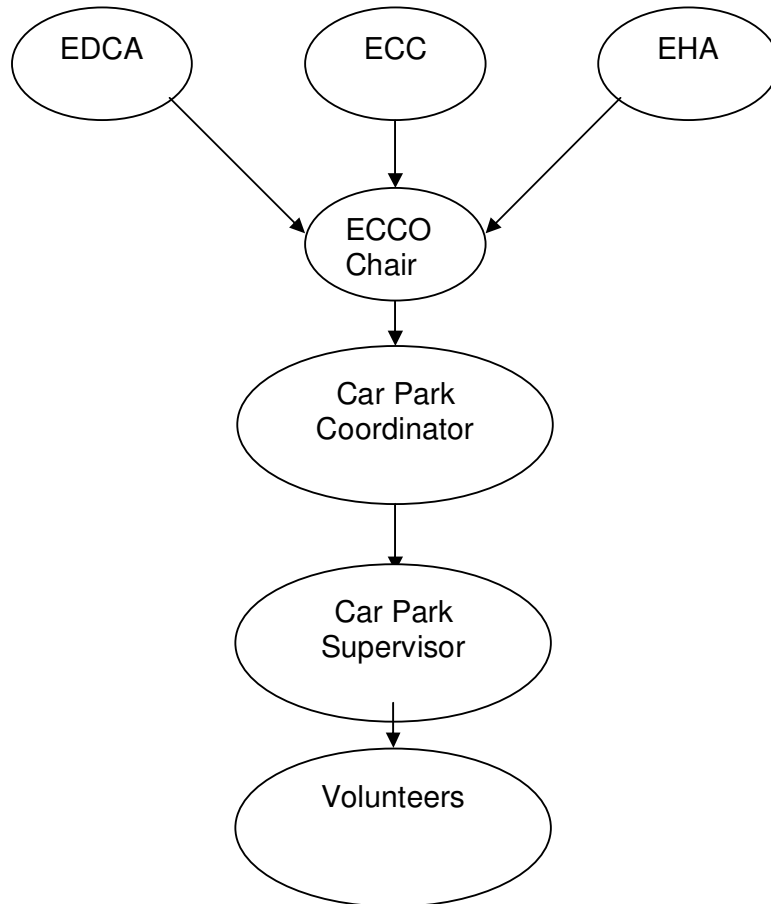 EDCA
ECC
EHA
ECCO
Chair
Car Park
Coordinator
Car Park
Supervisor
Volunteers